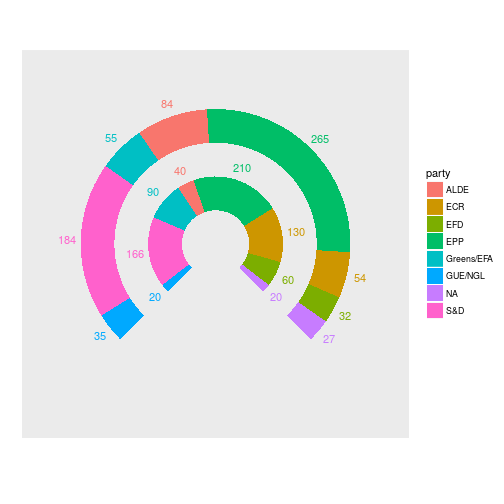 84
55
265
40
210
90
184
166
130
54
20
60
20
32
35
27
party
ALDE
ECR
EFD
EPP
Greens/EFA
GUE/NGL
NA
S&D